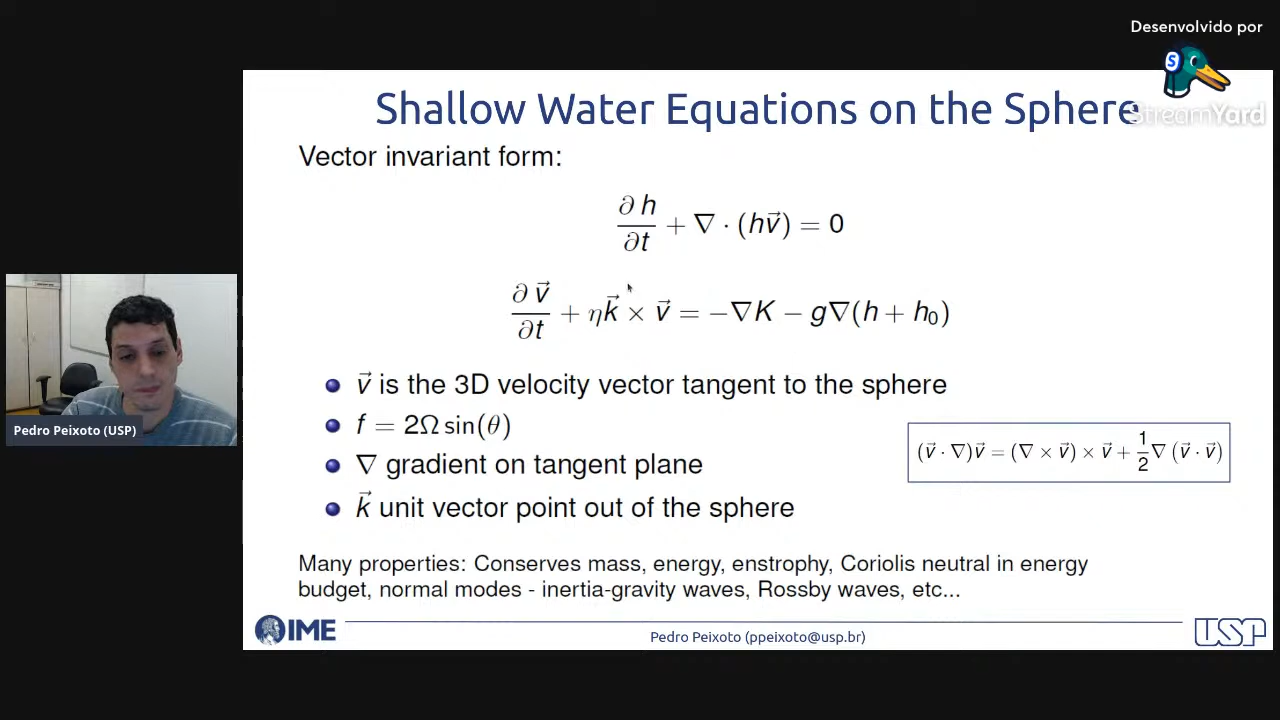 Desenvolvido por
S
StreamYard
Shallow Water Equations on the Sphere
Vector invariant form:
∂h/∂t + ∇ · (hv⃗) = 0
∂v⃗/∂t + ηk⃗ × v⃗ = −∇K − g∇(h + h₀)
v⃗ is the 3D velocity vector tangent to the sphere
f = 2Ω sin(θ)
∇ gradient on tangent plane
k⃗ unit vector point out of the sphere
(v⃗ · ∇)v⃗ = (∇ × v⃗) × v⃗ + 1/2 ∇ (v⃗ · v⃗)
Many properties: Conserves mass, energy, enstrophy, Coriolis neutral in energy
budget, normal modes - inertia-gravity waves, Rossby waves, etc...
IME
Pedro Peixoto (ppeixoto@usp.br)
USP
Pedro Peixoto (USP)